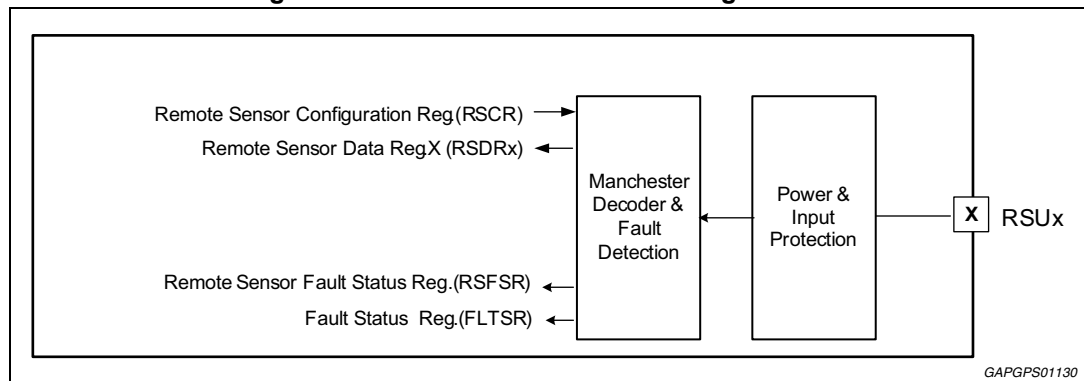 Remote Sensor Configuration Reg.(RSCR)
Remote Sensor Data Reg.X (RSDRx)
Manchester
Decoder &
Fault
Detection
Power &
Input
Protection
X
RSUx
Remote Sensor Fault Status Reg.(RSFSR)
Fault Status Reg.(FLTSR)
GAPGPS01130